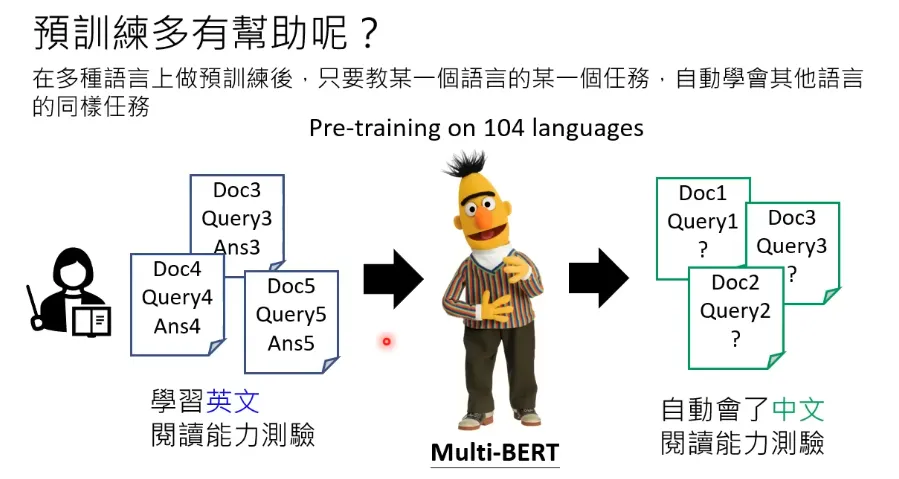 預訓練多有幫助呢？
在多種語言上做預訓練後，只要教某一個語言的某一個任務，自動學會其他語言
的同樣任務
Pre-training on 104 languages
Doc3
Query3
Ans3
Doc4
Query4
Ans4
Doc5
Query5
Ans5
學習英文
閱讀能力測驗
Multi-BERT
Doc1
Query1
?
Doc3
Query3
?
Doc2
Query2
?
自動會了中文
閱讀能力測驗